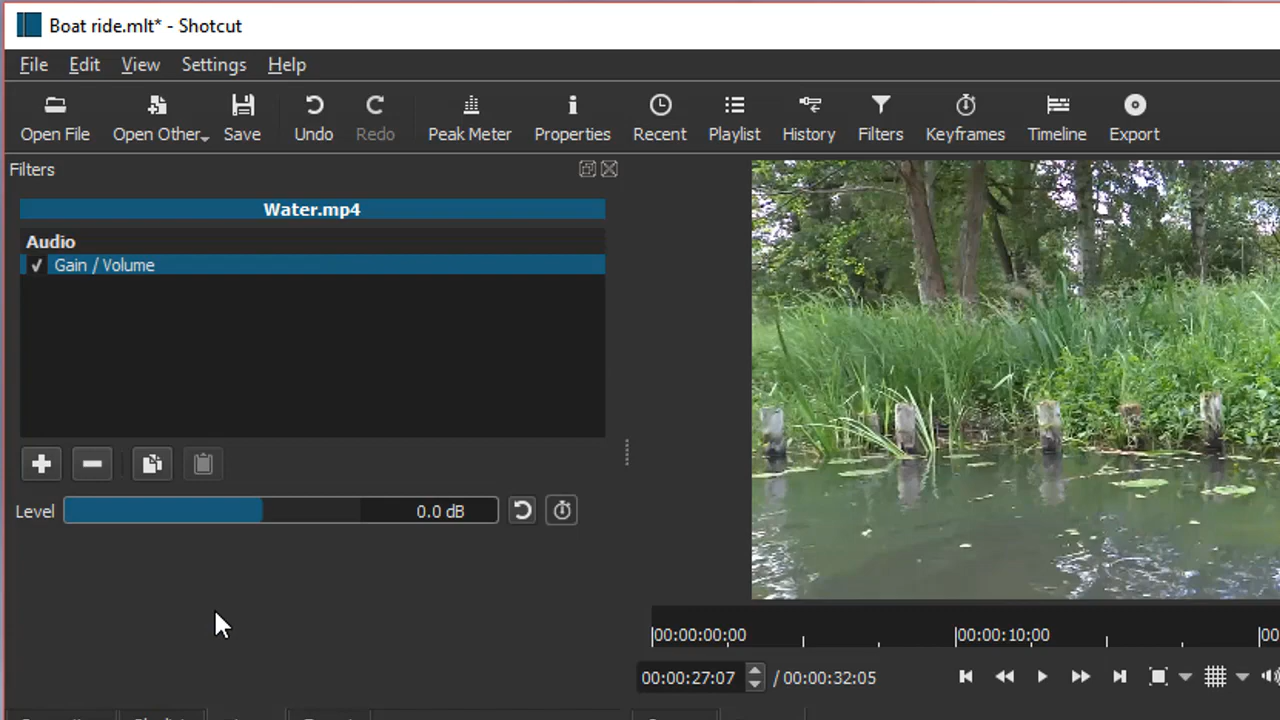 Boat ride.mlt* - Shotcut
File Edit View Settings Help
Open File Open Other Save Undo Redo Peak Meter Properties Recent Playlist History Filters Keyframes Timeline Export
Filters
Water.mp4
Audio
Gain / Volume
Level 0.0 dB
00:00:00:00 00:00:10:00
00:00:27:07 / 00:00:32:05